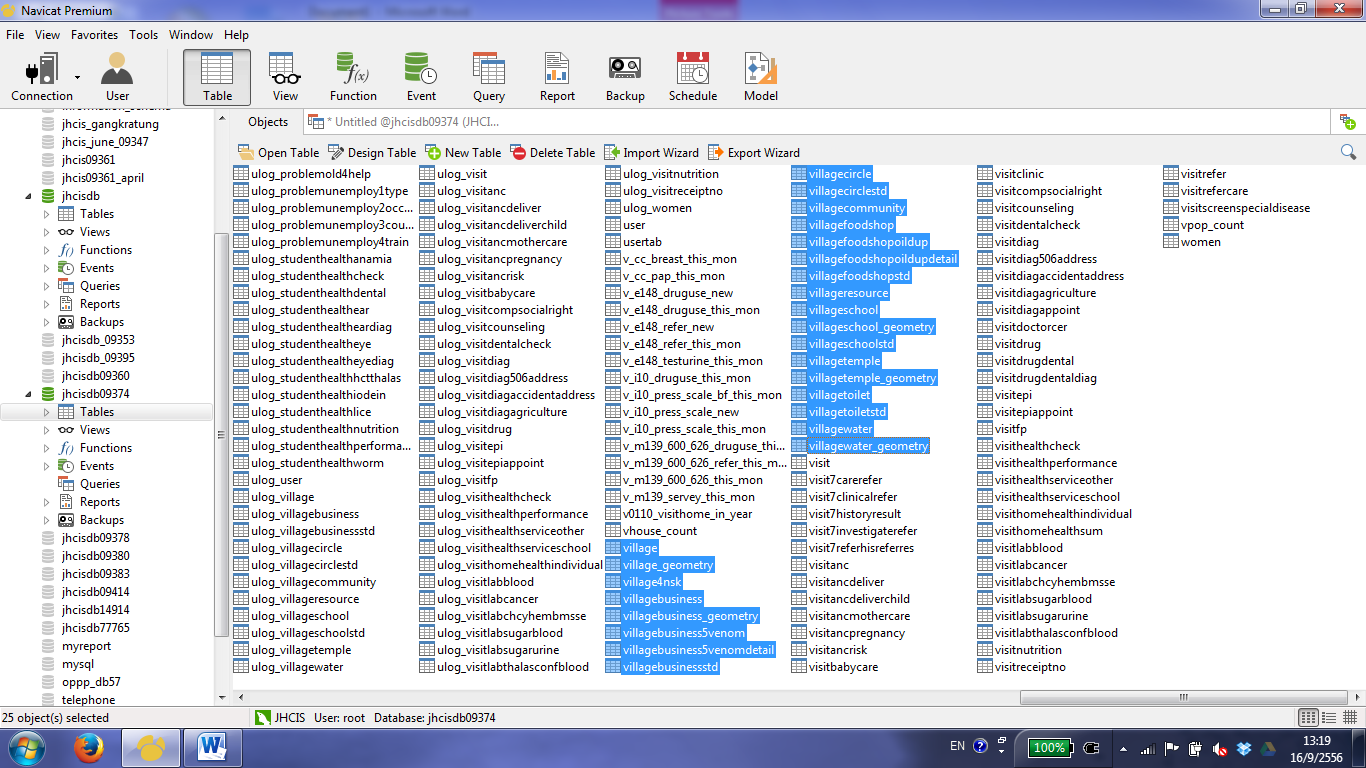 Navicat Premium
File View Favorites Tools Window Help
Connection User Table View Function Event Query Report Backup Schedule Model
jhcis_gangkratung
jhcis_june_09347
jhcis09361
jhcis09361_april
jhcisdb
Tables
Views
Functions
Events
Queries
Reports
Backups
jhcisdb_09353
jhcisdb_09395
jhcisdb09360
jhcisdb09374
Tables
Views
Functions
Events
Queries
Reports
Backups
jhcisdb09378
jhcisdb09380
jhcisdb09383
jhcisdb09414
jhcisdb14914
jhcisdb77765
myreport
mysql
oppp_db57
telephone
Objects * Untitled @jhcisdb09374 (JHCI...
Open Table Design Table New Table Delete Table Import Wizard Export Wizard
ulog_problemold4help
ulog_problemunemploy1type
ulog_problemunemploy2occ...
ulog_problemunemploy3cou...
ulog_problemunemploy4train
ulog_studenthealthanamia
ulog_studenthealthcheck
ulog_studenthealthdental
ulog_studenthealthear
ulog_studenthealtheardiag
ulog_studenthealtheye
ulog_studenthealtheyediag
ulog_studenthealthhctthalas
ulog_studenthealthiodein
ulog_studenthealthlice
ulog_studenthealthnutrition
ulog_studenthealthperforma...
ulog_studenthealthworm
ulog_user
ulog_village
ulog_villagebusiness
ulog_villagebusinessstd
ulog_villagecircle
ulog_villagecirclestd
ulog_villagecommunity
ulog_villageresource
ulog_villageschool
ulog_villageschoolstd
ulog_villagetemple
ulog_villagewater
ulog_visit
ulog_visitanc
ulog_visitancdeliver
ulog_visitancdeliverchild
ulog_visitancmothercare
ulog_visitancpregnancy
ulog_visitancrisk
ulog_visitbabycare
ulog_visitcompsocialright
ulog_visitcounseling
ulog_visitdentalcheck
ulog_visitdiag
ulog_visitdiag506address
ulog_visitdiagaccidentaddress
ulog_visitdiagagriculture
ulog_visitdrug
ulog_visitepi
ulog_visitepiappoint
ulog_visitfp
ulog_visithealthcheck
ulog_visithealthperformance
ulog_visithealthserviceother
ulog_visithealthserviceschool
ulog_visithomehealthindividual
ulog_visitlabblood
ulog_visitlabcancer
ulog_visitlabchcyhembmsse
ulog_visitlabsugarblood
ulog_visitlabsugarurine
ulog_visitlabthalasconfblood
ulog_visitnutrition
ulog_visitreceiptno
ulog_women
user
usertab
v_cc_breast_this_mon
v_cc_pap_this_mon
v_e148_druguse_new
v_e148_druguse_this_mon
v_e148_refer_new
v_e148_refer_this_mon
v_e148_testurine_this_mon
v_i10_druguse_this_mon
v_i10_press_scale_bf_this_mon
v_i10_press_scale_new
v_i10_press_scale_this_mon
v_m139_600_626_druguse_thi...
v_m139_600_626_refer_this_m...
v_m139_600_626_this_mon
v_m139_servey_this_mon
v0110_visithome_in_year
vhouse_count
village
village_geometry
village4nsk
villagebusiness
villagebusiness_geometry
villagebusiness5venom
villagebusiness5venomdetail
villagebusinessstd
villagecircle
villagecirclestd
villagecommunity
villagefoodshop
villagefoodshopoildup
villagefoodshopoildupdetail
villagefoodshopstd
villageresource
villageschool
villageschool_geometry
villageschoolstd
villagetemple
villagetemple_geometry
villagetoilet
villagetoiletstd
villagewater
villagewater_geometry
visit
visit7carerefer
visit7clinicalrefer
visit7historyresult
visit7investigaterefer
visit7referhisreferres
visitanc
visitancdeliver
visitancdeliverchild
visitancmothercare
visitancpregnancy
visitancrisk
visitbabycare
visitclinic
visitcompsocialright
visitcounseling
visitdentalcheck
visitdiag
visitdiag506address
visitdiagaccidentaddress
visitdiagagriculture
visitdiagappoint
visitdoctorcer
visitdrug
visitdrugdental
visitdrugdentaldiag
visitepi
visitepiappoint
visitfp
visithealthcheck
visithealthperformance
visithealthserviceother
visithealthserviceschool
visithomehealthindividual
visithomehealthsum
visitlabblood
visitlabcancer
visitlabchcyhembmsse
visitlabsugarblood
visitlabsugarurine
visitlabthalasconfblood
visitnutrition
visitreceiptno
visitrefer
visitrefercare
visitscreenspecialdisease
vpop_count
women
25 object(s) selected JHCIS User: root Database: jhcisdb09374
EN 100% 13:19
16/9/2556